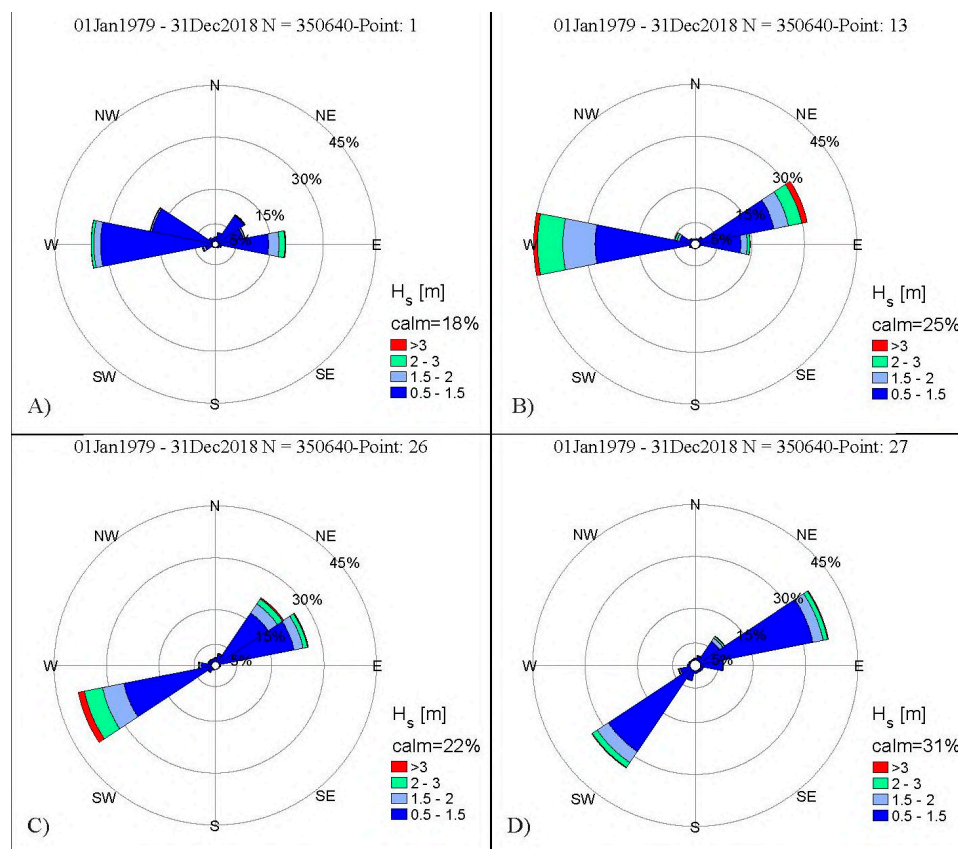 01Jan1979 - 31Dec2018 N = 350640-Point: 1
N
NW
NE
45%
30%
15%
5%
W
E
H_s [m]
calm=18%
>3
2 - 3
1.5 - 2
0.5 - 1.5
SW
SE
S
A)
01Jan1979 - 31Dec2018 N = 350640-Point: 13
N
NW
NE
45%
30%
15%
5%
W
E
H_s [m]
calm=25%
>3
2 - 3
1.5 - 2
0.5 - 1.5
SW
SE
S
B)
01Jan1979 - 31Dec2018 N = 350640-Point: 26
N
NW
NE
45%
30%
15%
5%
W
E
H_s [m]
calm=22%
>3
2 - 3
1.5 - 2
0.5 - 1.5
SW
SE
S
C)
01Jan1979 - 31Dec2018 N = 350640-Point: 27
N
NW
NE
45%
30%
15%
5%
W
E
H_s [m]
calm=31%
>3
2 - 3
1.5 - 2
0.5 - 1.5
SW
SE
S
D)